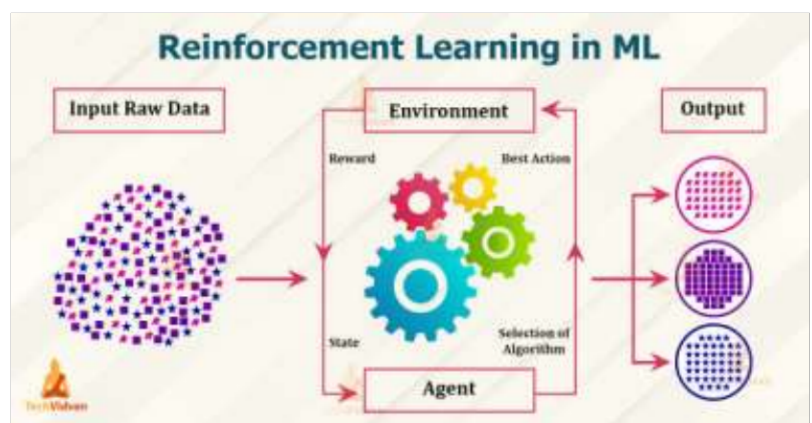 Reinforcement Learning in ML
Input Raw Data
Environment
Output
Reward
Best Action
State
Selection of
Algorithm
Agent
TechVidvan